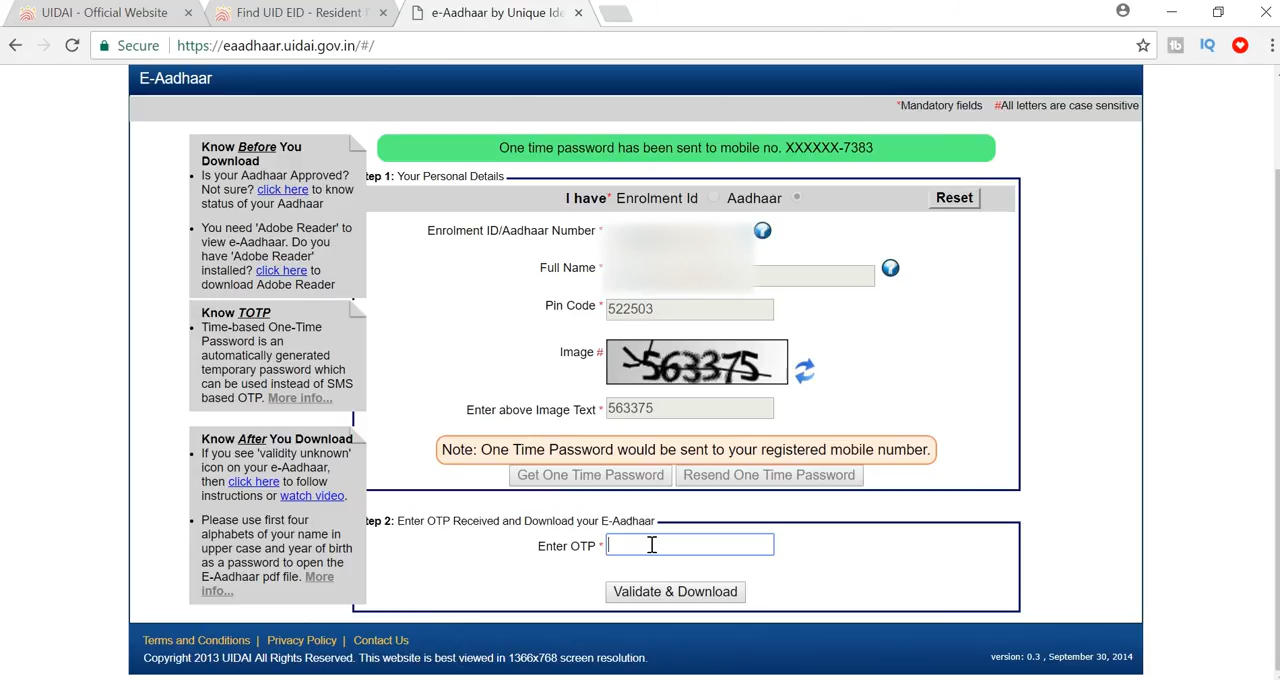 UIDAI - Official Website
Find UID EID - Resident
e-Aadhaar by Unique Ide
Secure
https://eaadhaar.uidai.gov.in/#/
E-Aadhaar
*Mandatory fields #All letters are case sensitive
Know Before You
Download
Is your Aadhaar Approved?
Not sure? click here to know
status of your Aadhaar
You need 'Adobe Reader' to
view e-Aadhaar. Do you
have 'Adobe Reader'
installed? click here to
download Adobe Reader
Know TOTP
Time-based One-Time
Password is an
automatically generated
temporary password which
can be used instead of SMS
based OTP. More info...
Know After You Download
If you see 'validity unknown'
icon on your e-Aadhaar,
then click here to follow
instructions or watch video.
Please use first four
alphabets of your name in
upper case and year of birth
as a password to open the
E-Aadhaar pdf file. More
info...
One time password has been sent to mobile no. XXXXXX-7383
tep 1: Your Personal Details
I have* Enrolment Id Aadhaar
Reset
Enrolment ID/Aadhaar Number *
Full Name *
Pin Code * 522503
Image # 563375
Enter above Image Text * 563375
Note: One Time Password would be sent to your registered mobile number.
Get One Time Password Resend One Time Password
tep 2: Enter OTP Received and Download your E-Aadhaar
Enter OTP *
Validate & Download
Terms and Conditions | Privacy Policy | Contact Us
Copyright 2013 UIDAI All Rights Reserved. This website is best viewed in 1366x768 screen resolution.
version: 0.3 , September 30, 2014